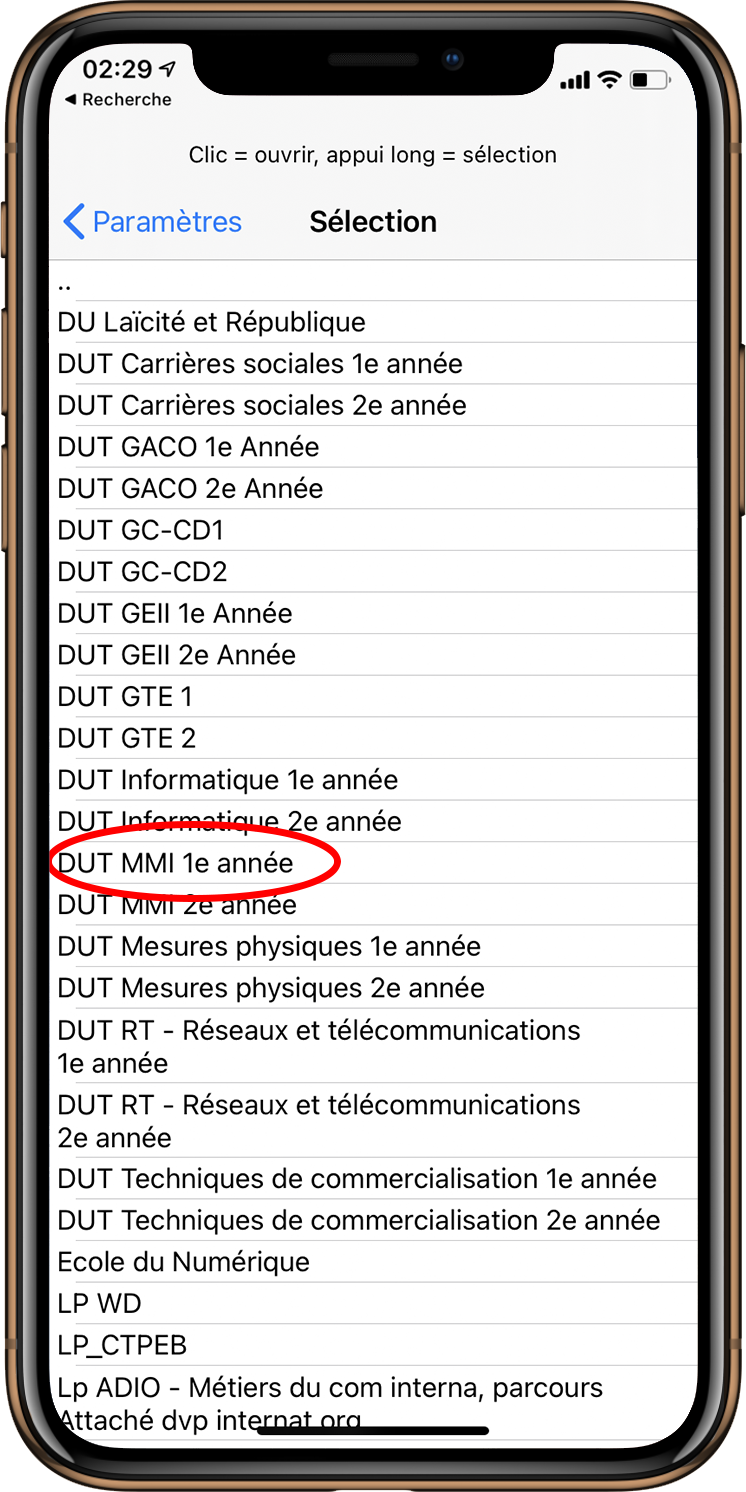 02:29
Recherche
Clic = ouvrir, appui long = sélection
Paramètres
Sélection
..
DU Laïcité et République
DUT Carrières sociales 1e année
DUT Carrières sociales 2e année
DUT GACO 1e Année
DUT GACO 2e Année
DUT GC-CD1
DUT GC-CD2
DUT GEII 1e Année
DUT GEII 2e Année
DUT GTE 1
DUT GTE 2
DUT Informatique 1e année
DUT Informatique 2e année
DUT MMI 1e année
DUT MMI 2e année
DUT Mesures physiques 1e année
DUT Mesures physiques 2e année
DUT RT - Réseaux et télécommunications
1e année
DUT RT - Réseaux et télécommunications
2e année
DUT Techniques de commercialisation 1e année
DUT Techniques de commercialisation 2e année
Ecole du Numérique
LP WD
LP_CTPEB
Lp ADIO - Métiers du com interna, parcours
Attaché dvp internat org